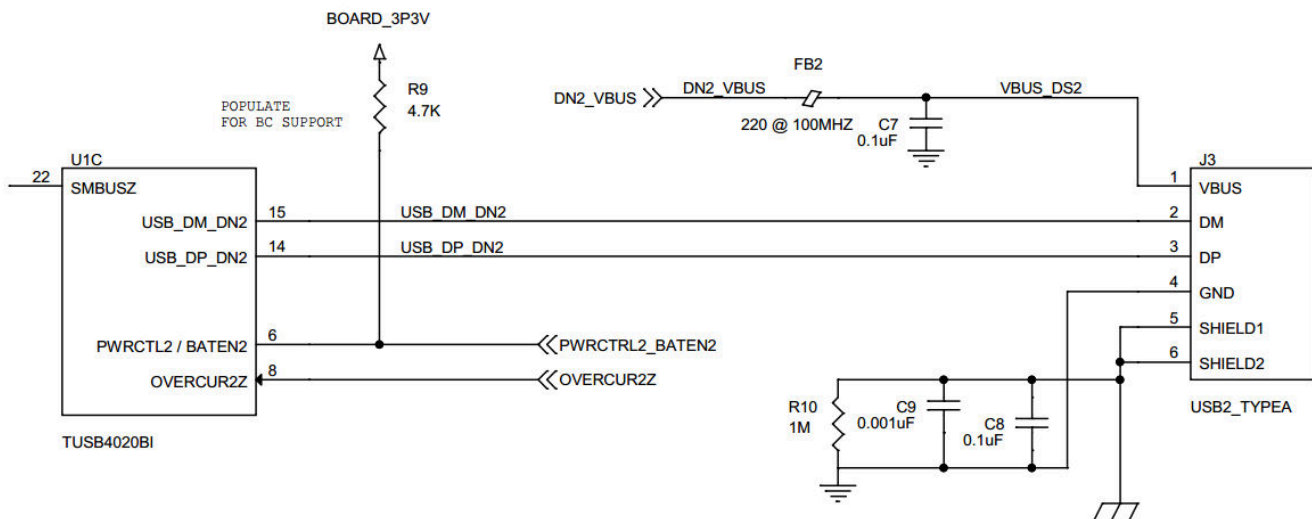 BOARD_3P3V
R9
4.7K
POPULATE
FOR BC SUPPORT
FB2
DN2_VBUS
DN2_VBUS
VBUS_DS2
220 @ 100MHZ
C7
0.1uF
U1C
22
SMBUSZ
USB_DM_DN2
15
USB_DM_DN2
USB_DP_DN2
14
USB_DP_DN2
PWRCTL2 / BATEN2
6
PWRCTRL2_BATEN2
OVERCUR2Z
8
OVERCUR2Z
TUSB4020BI
J3
1
VBUS
2
DM
3
DP
4
GND
5
SHIELD1
6
SHIELD2
USB2_TYPEA
R10
1M
C9
0.001uF
C8
0.1uF